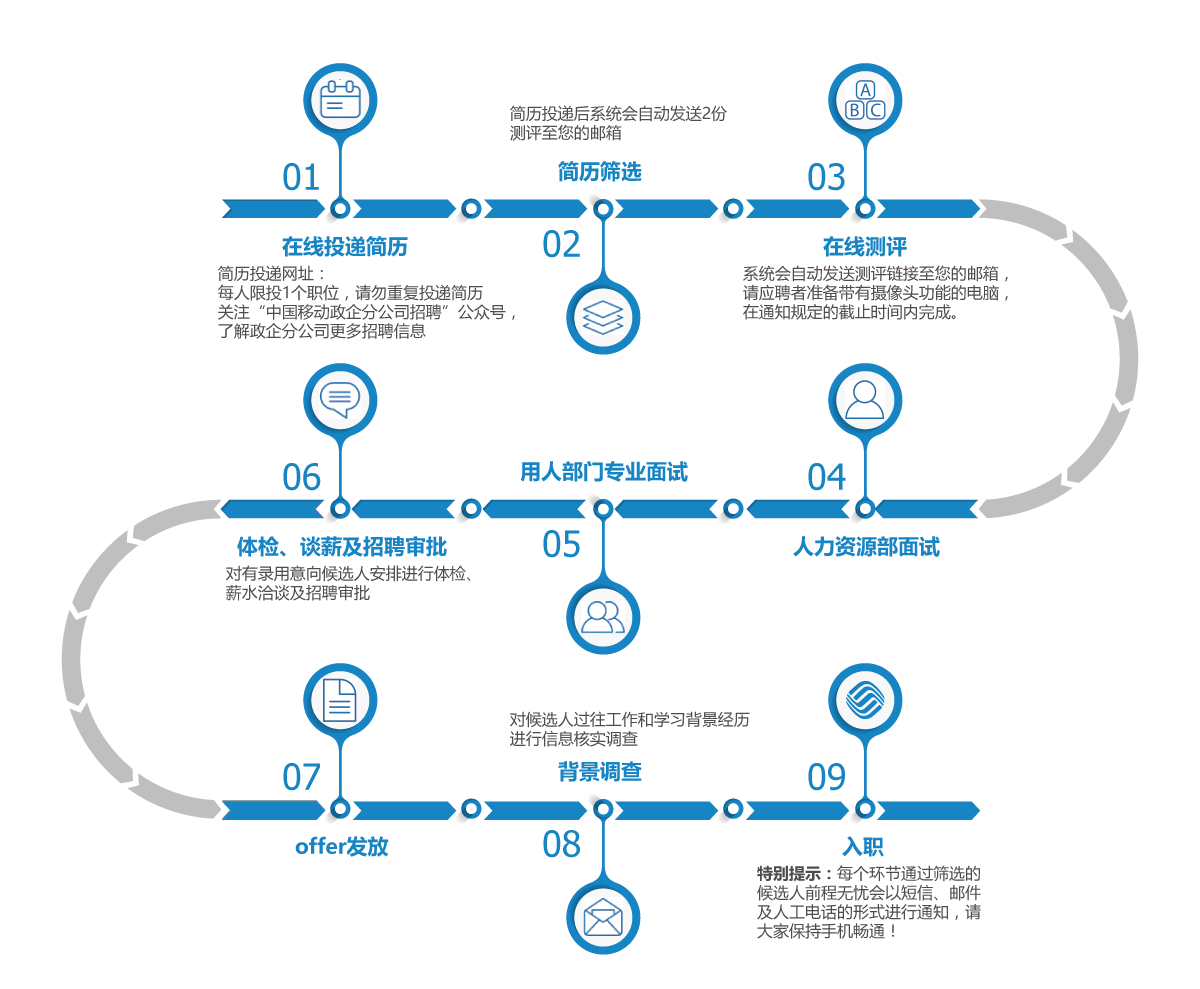 01
在线投递简历
简历投递网址：
每人限投1个职位，请勿重复投递简历
关注“中国移动政企分公司招聘”公众号，
了解政企分公司更多招聘信息
简历投递后系统会自动发送2份
测评至您的邮箱
简历筛选
02
A
B C
03
在线测评
系统会自动发送测评链接至您的邮箱，
请应聘者准备带有摄像头功能的电脑，
在通知规定的截止时间内完成。
04
人力资源部面试
用人部门专业面试
05
06
体检、谈薪及招聘审批
对有录用意向候选人安排进行体检、
薪水洽谈及招聘审批
07
offer发放
对候选人过往工作和学习背景经历
进行信息核实调查
背景调查
08
09
入职
特别提示：每个环节通过筛选的
候选人前程无忧会以短信、邮件
及人工电话的形式进行通知，请
大家保持手机畅通！